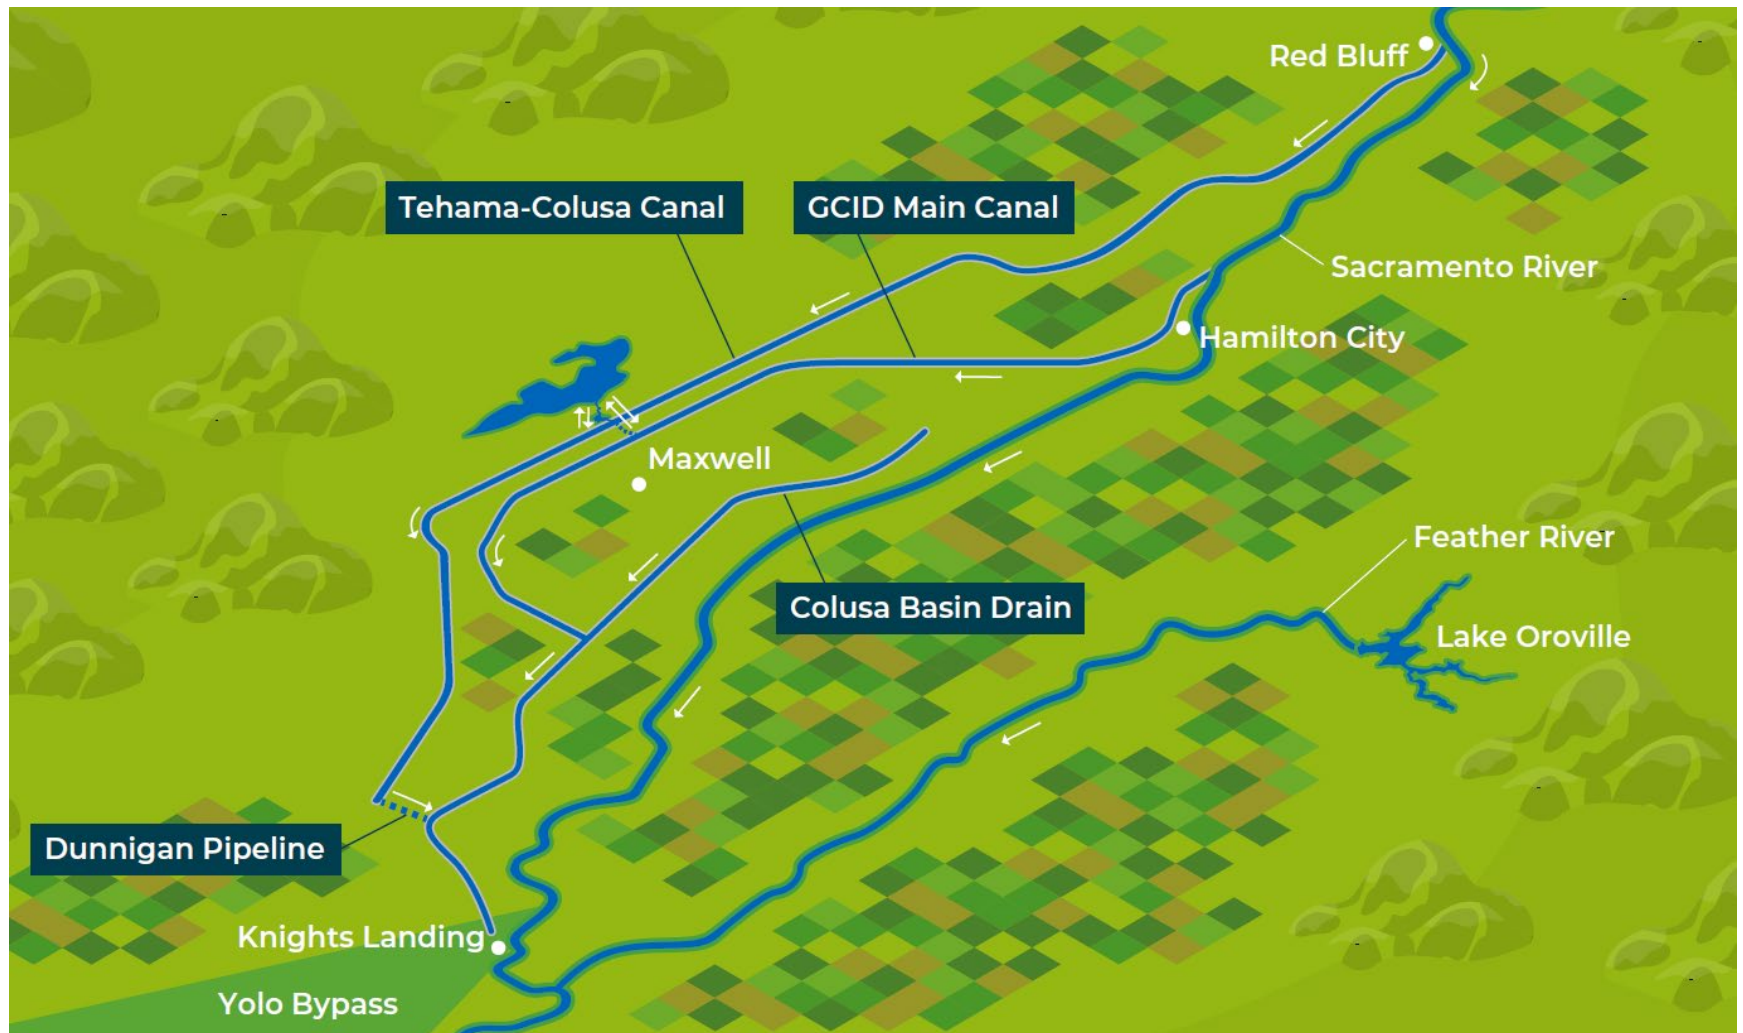 Red Bluff
Tehama-Colusa Canal
GCID Main Canal
Sacramento River
Hamilton City
Maxwell
Feather River
Colusa Basin Drain
Lake Oroville
Dunnigan Pipeline
Knights Landing
Yolo Bypass